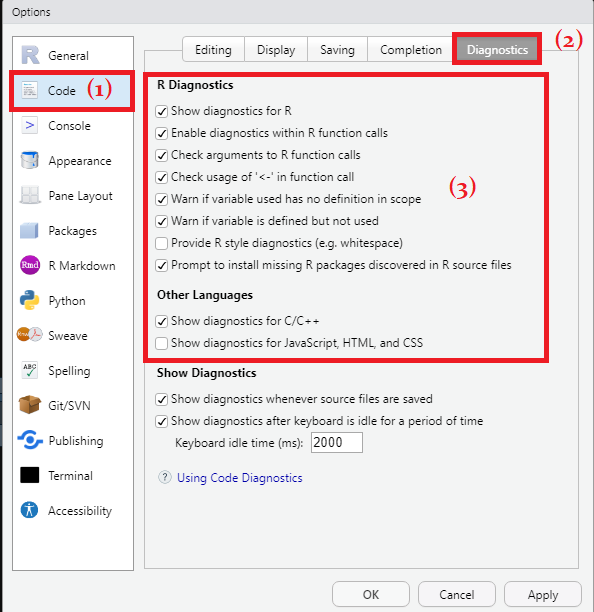 Options
General
Code (1)
Console
Appearance
Pane Layout
Packages
Rmd R Markdown
Python
Rnw Sweave
ABC Spelling
Git/SVN
Publishing
Terminal
Accessibility
Editing Display Saving Completion Diagnostics (2)
R Diagnostics
Show diagnostics for R
Enable diagnostics within R function calls
Check arguments to R function calls
Check usage of '<-' in function call
Warn if variable used has no definition in scope
(3)
Warn if variable is defined but not used
Provide R style diagnostics (e.g. whitespace)
Prompt to install missing R packages discovered in R source files
Other Languages
Show diagnostics for C/C++
Show diagnostics for JavaScript, HTML, and CSS
Show Diagnostics
Show diagnostics whenever source files are saved
Show diagnostics after keyboard is idle for a period of time
Keyboard idle time (ms): 2000
? Using Code Diagnostics
OK Cancel Apply